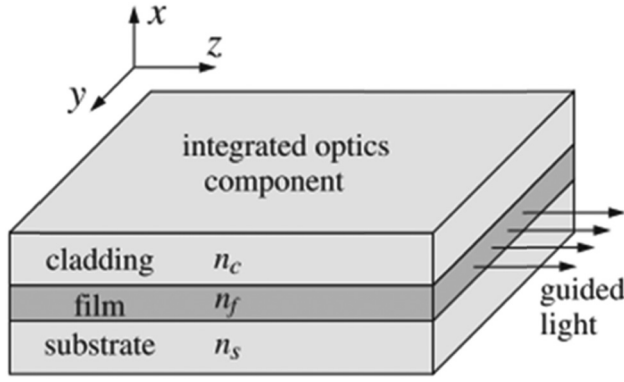 x
z
y
integrated optics
component
cladding n_c
film n_f
substrate n_s
guided
light